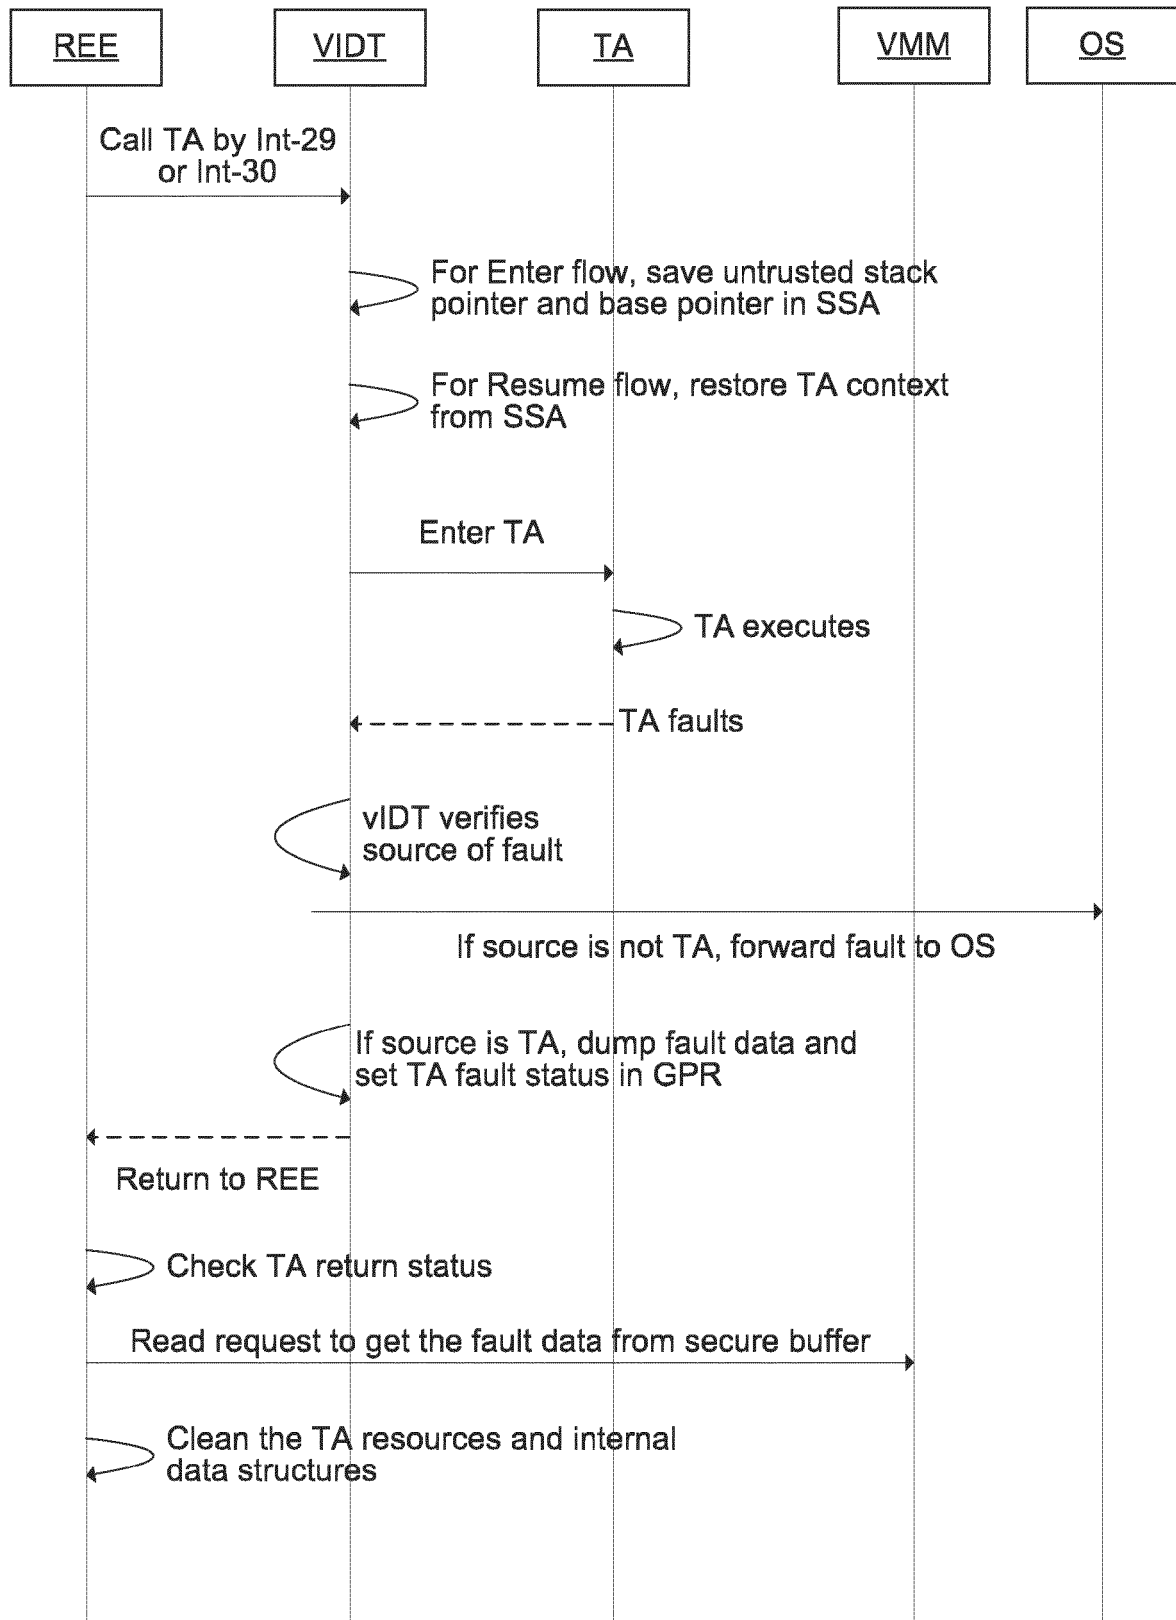 REE
VIDT
TA
VMM
OS
Call TA by Int-29
or Int-30
For Enter flow, save untrusted stack
pointer and base pointer in SSA
For Resume flow, restore TA context
from SSA
Enter TA
TA executes
TA faults
vIDT verifies
source of fault
If source is not TA, forward fault to OS
If source is TA, dump fault data and
set TA fault status in GPR
Return to REE
Check TA return status
Read request to get the fault data from secure buffer
Clean the TA resources and internal
data structures